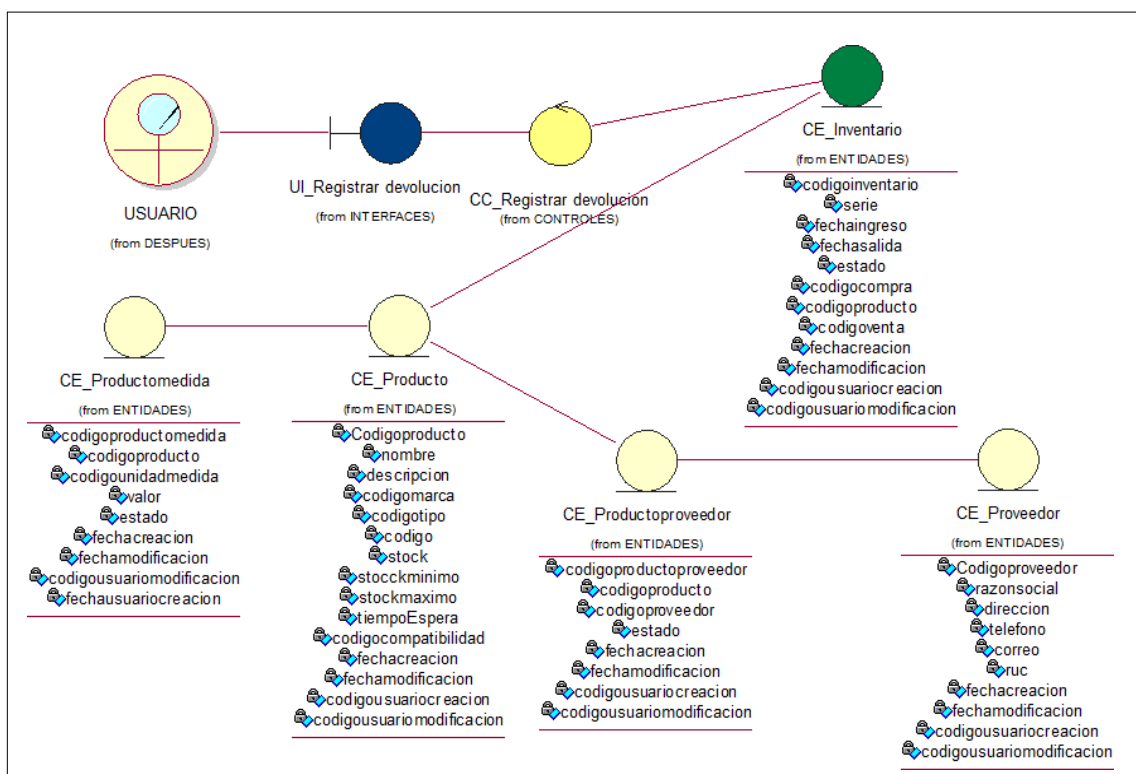 USUARIO
(from DESPUES)
UI_Registrar devolucion
(from INTERFACES)
CC_Registrar devolucion
(from CONTROLES)
CE_Inventario
(from ENTIDADES)
codigoinventario
serie
fechaingreso
fechasalida
estado
codigocompra
codigoproducto
codigoventa
fechacreacion
fechamodificacion
codigousuariocreacion
codigousuariomodificacion
CE_Productomedida
(from ENTIDADES)
codigoproductomedida
codigoproducto
codigounidadmedida
valor
estado
fechacreacion
fechamodificacion
codigousuariomodificacion
fechausuariocreacion
CE_Producto
(from ENTIDADES)
Codigoproducto
nombre
descripcion
codigomarca
codigotipo
codigo
stock
stocckminimo
stockmaximo
tiempoEspera
codigocompatibilidad
fechacreacion
fechamodificacion
codigousuariocreacion
codigousuariomodificacion
CE_Productoproveedor
(from ENTIDADES)
codigoproductoproveedor
codigoproducto
codigoproveedor
estado
fechacreacion
fechamodificacion
codigousuariocreacion
codigousuariomodificacion
CE_Proveedor
(from ENTIDADES)
Codigoproveedor
razonsocial
direccion
telefono
correo
ruc
fechacreacion
fechamodificacion
codigousuariocreacion
codigousuariomodificacion